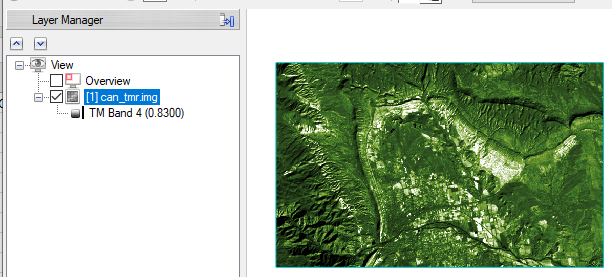 Layer Manager
View
Overview
[1] can_tmr.img
TM Band 4 (0.8300)